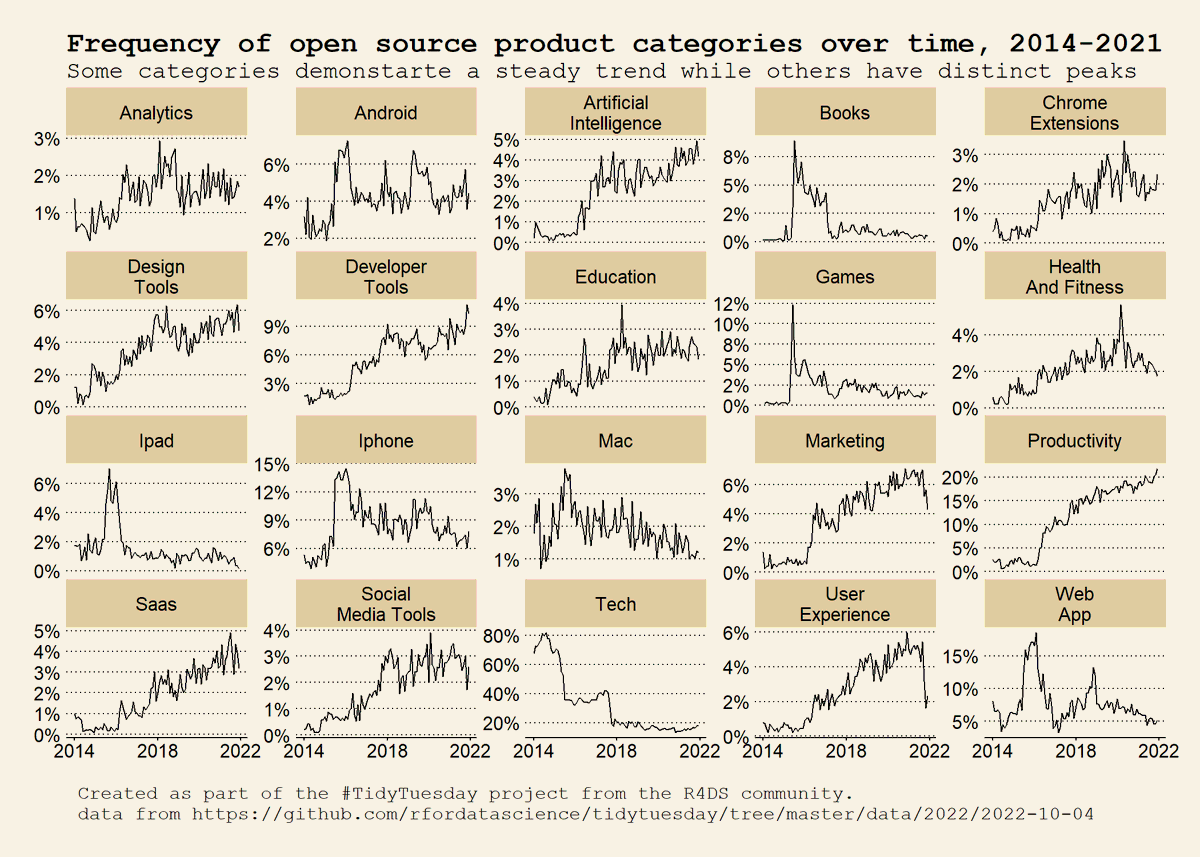 Frequency of open source product categories over time, 2014-2021
Some categories demonstarte a steady trend while others have distinct peaks
Analytics
Android
Artificial
Intelligence
Books
Chrome
Extensions
3%
2%
1%
6%
4%
2%
5%
4%
3%
2%
1%
0%
8%
5%
2%
0%
3%
2%
1%
0%
Design
Tools
Developer
Tools
Education
Games
Health
And Fitness
6%
4%
2%
0%
9%
6%
3%
4%
3%
2%
1%
0%
12%
10%
8%
5%
2%
0%
4%
2%
0%
Ipad
Iphone
Mac
Marketing
Productivity
6%
4%
2%
0%
15%
12%
9%
6%
3%
2%
1%
6%
4%
2%
0%
20%
15%
10%
5%
0%
Saas
Social
Media Tools
Tech
User
Experience
Web
App
5%
4%
3%
2%
1%
0%
4%
3%
2%
1%
0%
80%
60%
40%
20%
6%
4%
2%
0%
15%
10%
5%
2014 2018 2022
2014 2018 2022
2014 2018 2022
2014 2018 2022
2014 2018 2022
Created as part of the #TidyTuesday project from the R4DS community.
data from https://github.com/rfordatascience/tidytuesday/tree/master/data/2022/2022-10-04